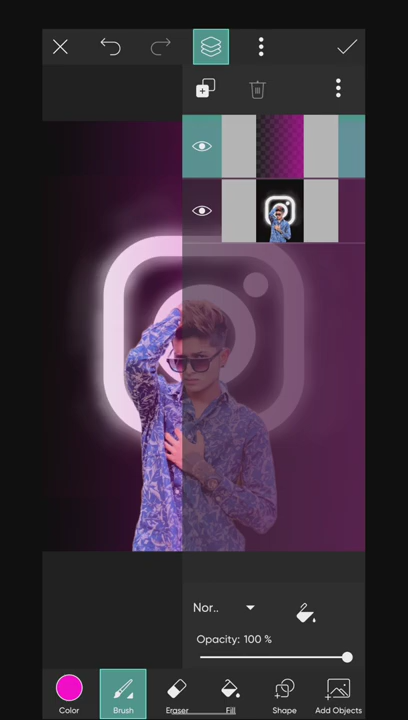 Nor..
Opacity: 100 %
Color
Brush
Eraser
Fill
Shape
Add Objects